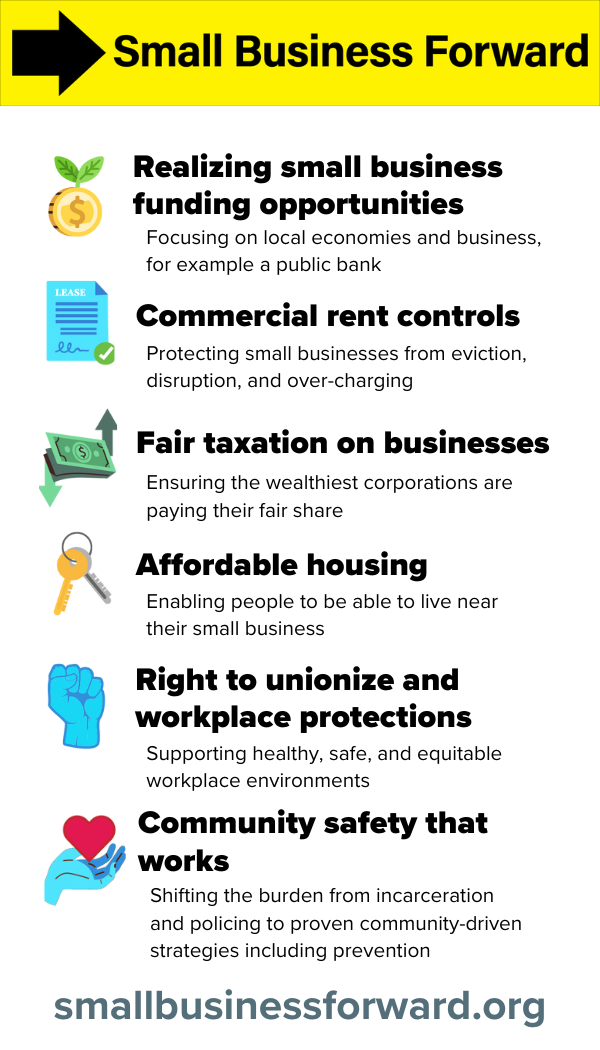 Small Business Forward
Realizing small business
funding opportunities
Focusing on local economies and business,
for example a public bank
LEASE
Commercial rent controls
Protecting small businesses from eviction,
disruption, and over-charging
Fair taxation on businesses
Ensuring the wealthiest corporations are
paying their fair share
Affordable housing
Enabling people to be able to live near
their small business
Right to unionize and
workplace protections
Supporting healthy, safe, and equitable
workplace environments
Community safety that
works
Shifting the burden from incarceration
and policing to proven community-driven
strategies including prevention
smallbusinessforward.org